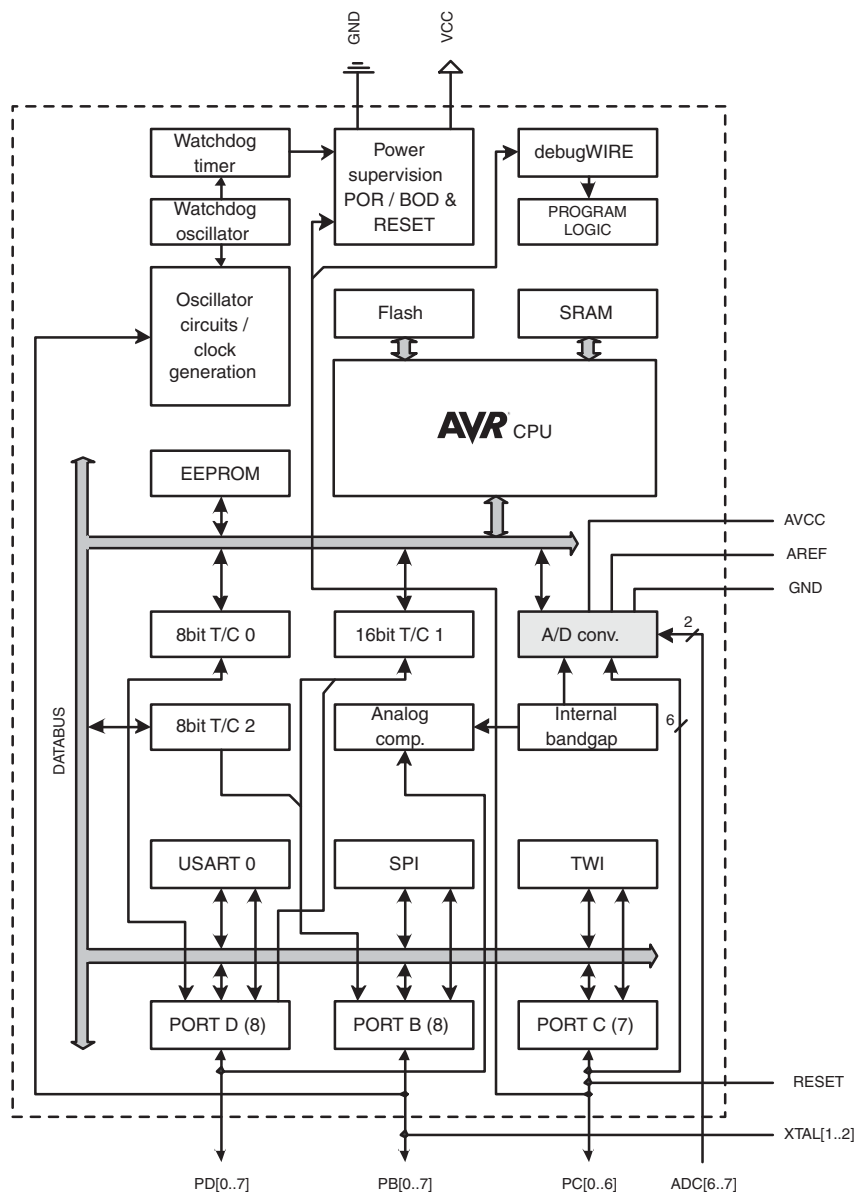 GND
VCC
Watchdog
timer
Power
supervision
POR / BOD &
RESET
debugWIRE
Watchdog
oscillator
PROGRAM
LOGIC
Oscillator
circuits /
clock
generation
Flash
SRAM
AVR CPU
EEPROM
AVCC
AREF
GND
8bit T/C 0
16bit T/C 1
A/D conv.
2
DATABUS
8bit T/C 2
Analog
comp.
Internal
bandgap
6
USART 0
SPI
TWI
PORT D (8)
PORT B (8)
PORT C (7)
RESET
XTAL[1..2]
PD[0..7]
PB[0..7]
PC[0..6]
ADC[6..7]